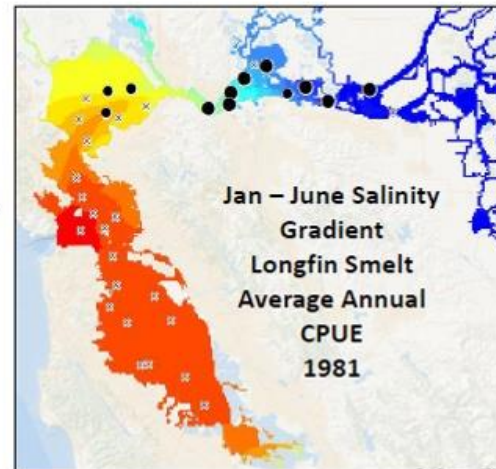 Jan – June Salinity
Gradient
Longfin Smelt
Average Annual
CPUE
1981